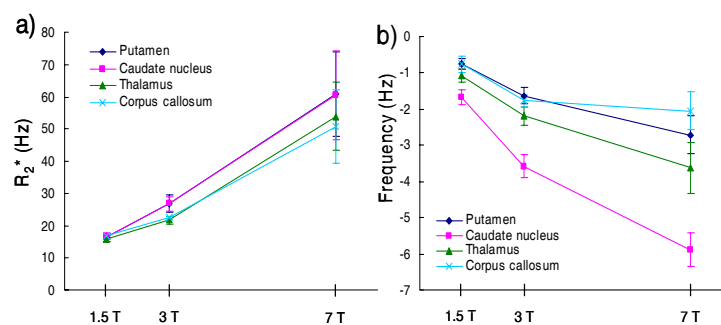 a)
Putamen
Caudate nucleus
Thalamus
Corpus callosum
R2* (Hz)
80
70
60
50
40
30
20
10
0
1.5 T
3 T
7 T
b)
Frequency (Hz)
-0
-1
-2
-3
-4
-5
-6
-7
Putamen
Caudate nucleus
Thalamus
Corpus callosum
1.5 T
3 T
7 T